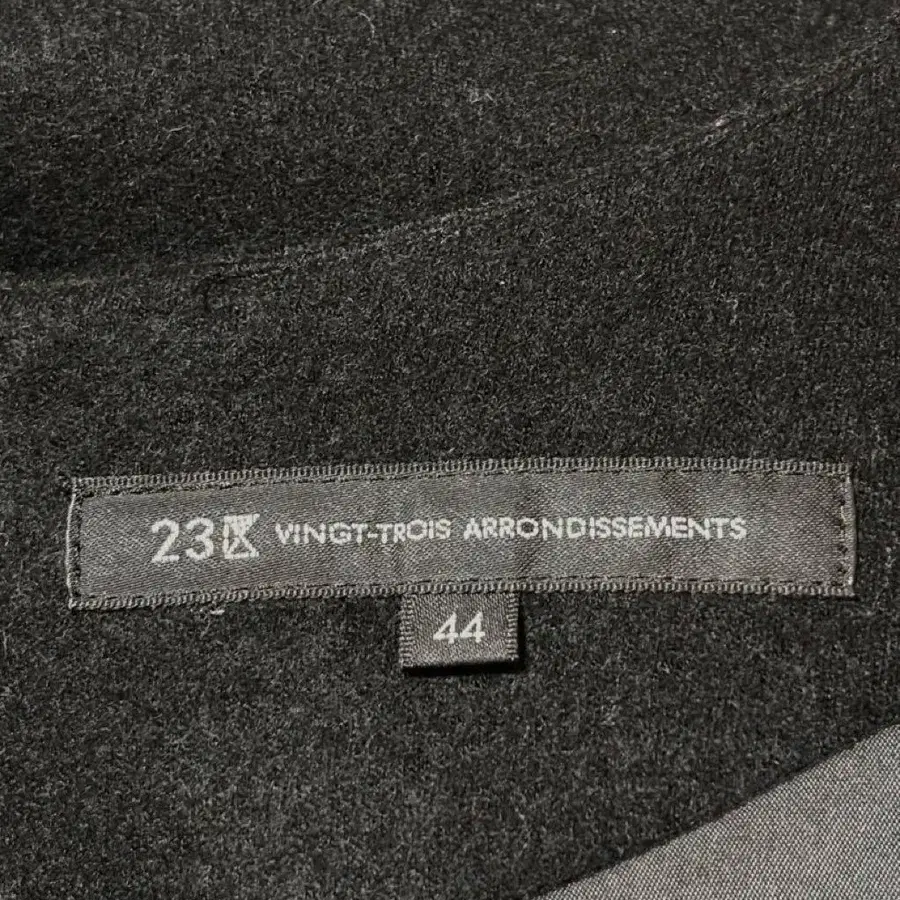 23区 VINGT-TROIS ARRONDISSEMENTS
44